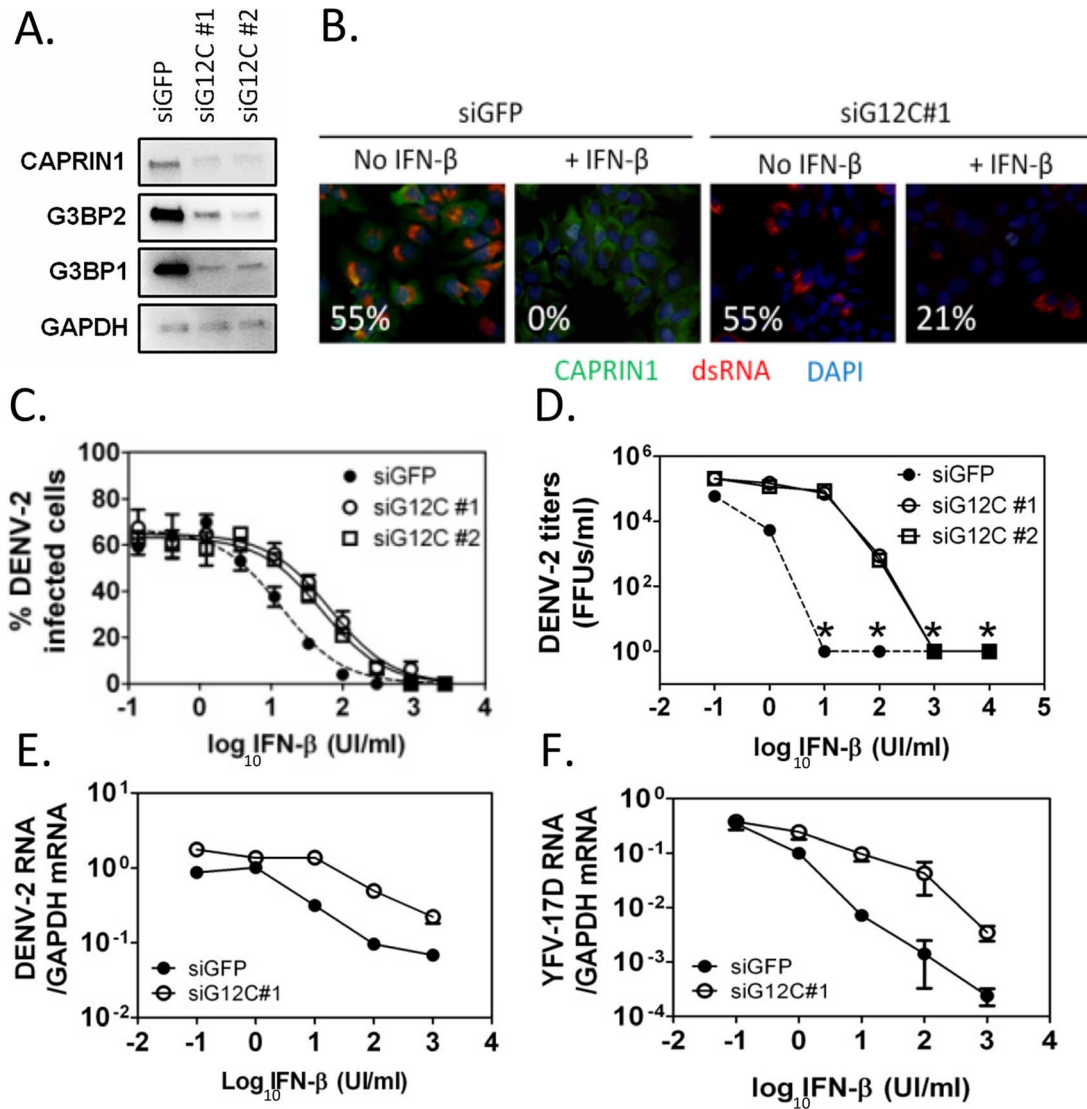 A.
siGFP
siG12C #1
siG12C #2
CAPRIN1
G3BP2
G3BP1
GAPDH
B.
siGFP siG12C#1
No IFN-β + IFN-β No IFN-β + IFN-β
55% 0% 55% 21%
CAPRIN1 dsRNA DAPI
C.
% DENV-2
infected cells
100
80
60
40
20
0
siGFP
siG12C #1
siG12C #2
-1 0 1 2 3 4
log10 IFN-β (UI/ml)
D.
DENV-2 titers
(FFUs/ml)
10^6
10^4
10^2
10^0
siGFP
siG12C #1
siG12C #2
* * * *
-2 -1 0 1 2 3 4 5
log10 IFN-β (UI/ml)
E.
DENV-2 RNA
/GAPDH mRNA
10^1
10^0
10^-1
10^-2
siGFP
siG12C#1
-2 -1 0 1 2 3 4
Log10 IFN-β (UI/ml)
F.
YFV-17D RNA
/GAPDH mRNA
10^0
10^-1
10^-2
10^-3
10^-4
siGFP
siG12C#1
-2 -1 0 1 2 3 4
log10 IFN-β (UI/ml)